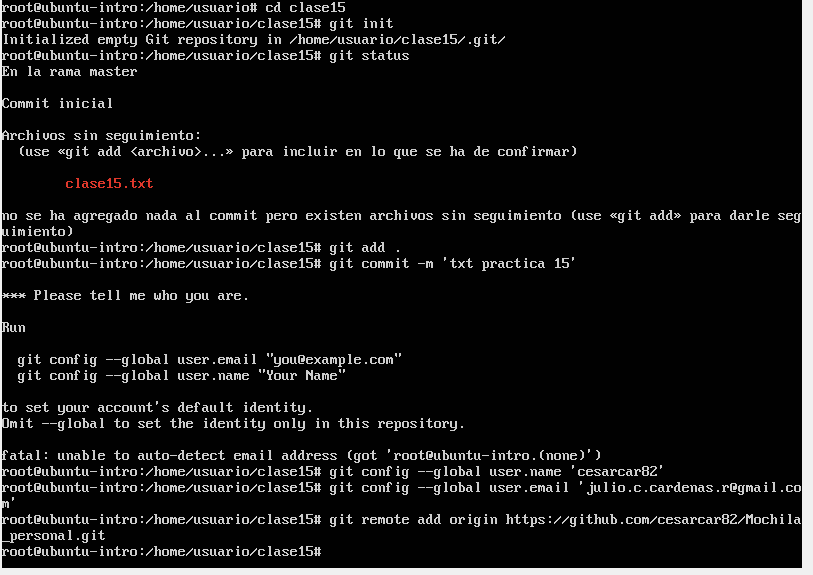 root@ubuntu-intro:/home/usuario# cd clase15
root@ubuntu-intro:/home/usuario/clase15# git init
Initialized empty Git repository in /home/usuario/clase15/.git/
root@ubuntu-intro:/home/usuario/clase15# git status
En la rama master
Commit inicial
Archivos sin seguimiento:
(use «git add <archivo>...» para incluir en lo que se ha de confirmar)
clase15.txt
no se ha agregado nada al commit pero existen archivos sin seguimiento (use «git add» para darle seg
uimiento)
root@ubuntu-intro:/home/usuario/clase15# git add .
root@ubuntu-intro:/home/usuario/clase15# git commit -m 'txt practica 15'
*** Please tell me who you are.
Run
git config --global user.email "you@example.com"
git config --global user.name "Your Name"
to set your account's default identity.
Omit --global to set the identity only in this repository.
fatal: unable to auto-detect email address (got 'root@ubuntu-intro.(none)')
root@ubuntu-intro:/home/usuario/clase15# git config --global user.name 'cesarcar82'
root@ubuntu-intro:/home/usuario/clase15# git config --global user.email 'julio.c.cardenas.r@gmail.co
m'
root@ubuntu-intro:/home/usuario/clase15# git remote add origin https://github.com/cesarcar82/Mochila
_personal.git
root@ubuntu-intro:/home/usuario/clase15#